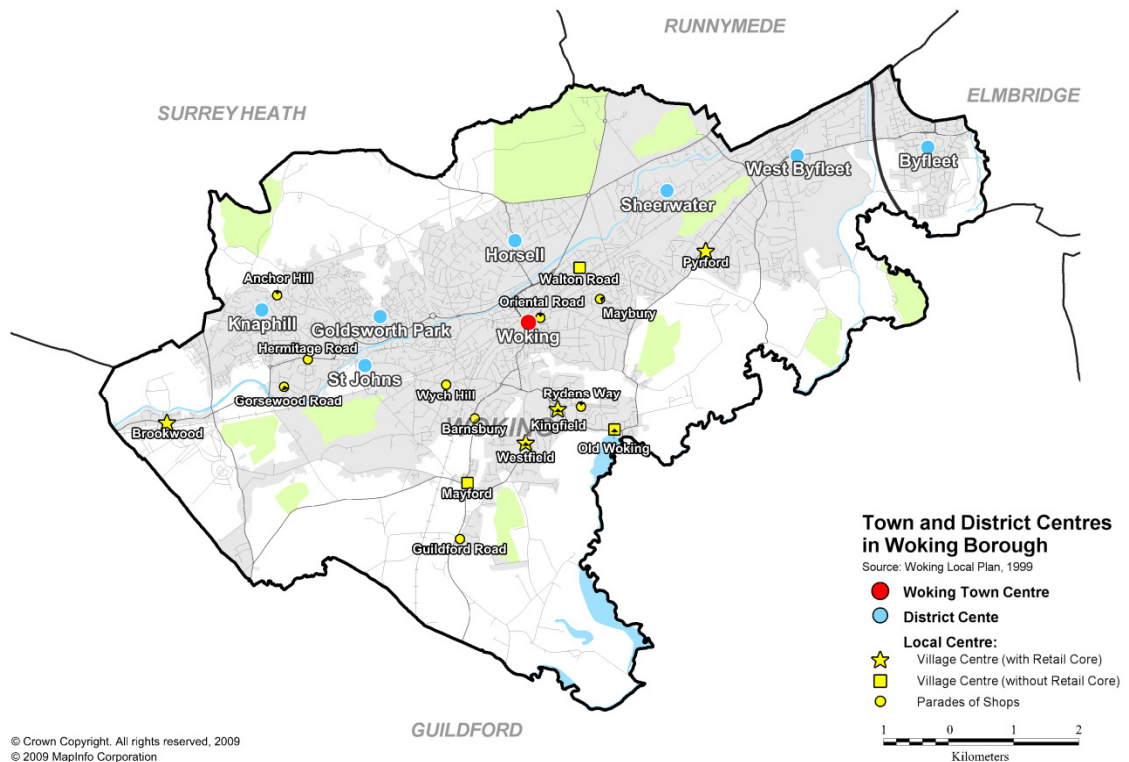 RUNNYMEDE
ELMBRIDGE
SURREY HEATH
West Byfleet
Byfleet
Sheerwater
Horsell
Pyrford
Walton Road
Anchor Hill
Oriental Road
Maybury
Knaphill
Goldsworth Park
Woking
Hermitage Road
St Johns
Gorsewood Road
Wych Hill
Rydens Way
Brookwood
Barnsbury
WOKING
Kingfield
Westfield
Old Woking
Mayford
Guildford Road
GUILDFORD
Town and District Centres
in Woking Borough
Source: Woking Local Plan, 1999
Woking Town Centre
District Cente
Local Centre:
Village Centre (with Retail Core)
Village Centre (without Retail Core)
Parades of Shops
1 0 1 2
Kilometers
© Crown Copyright. All rights reserved, 2009
© 2009 MapInfo Corporation